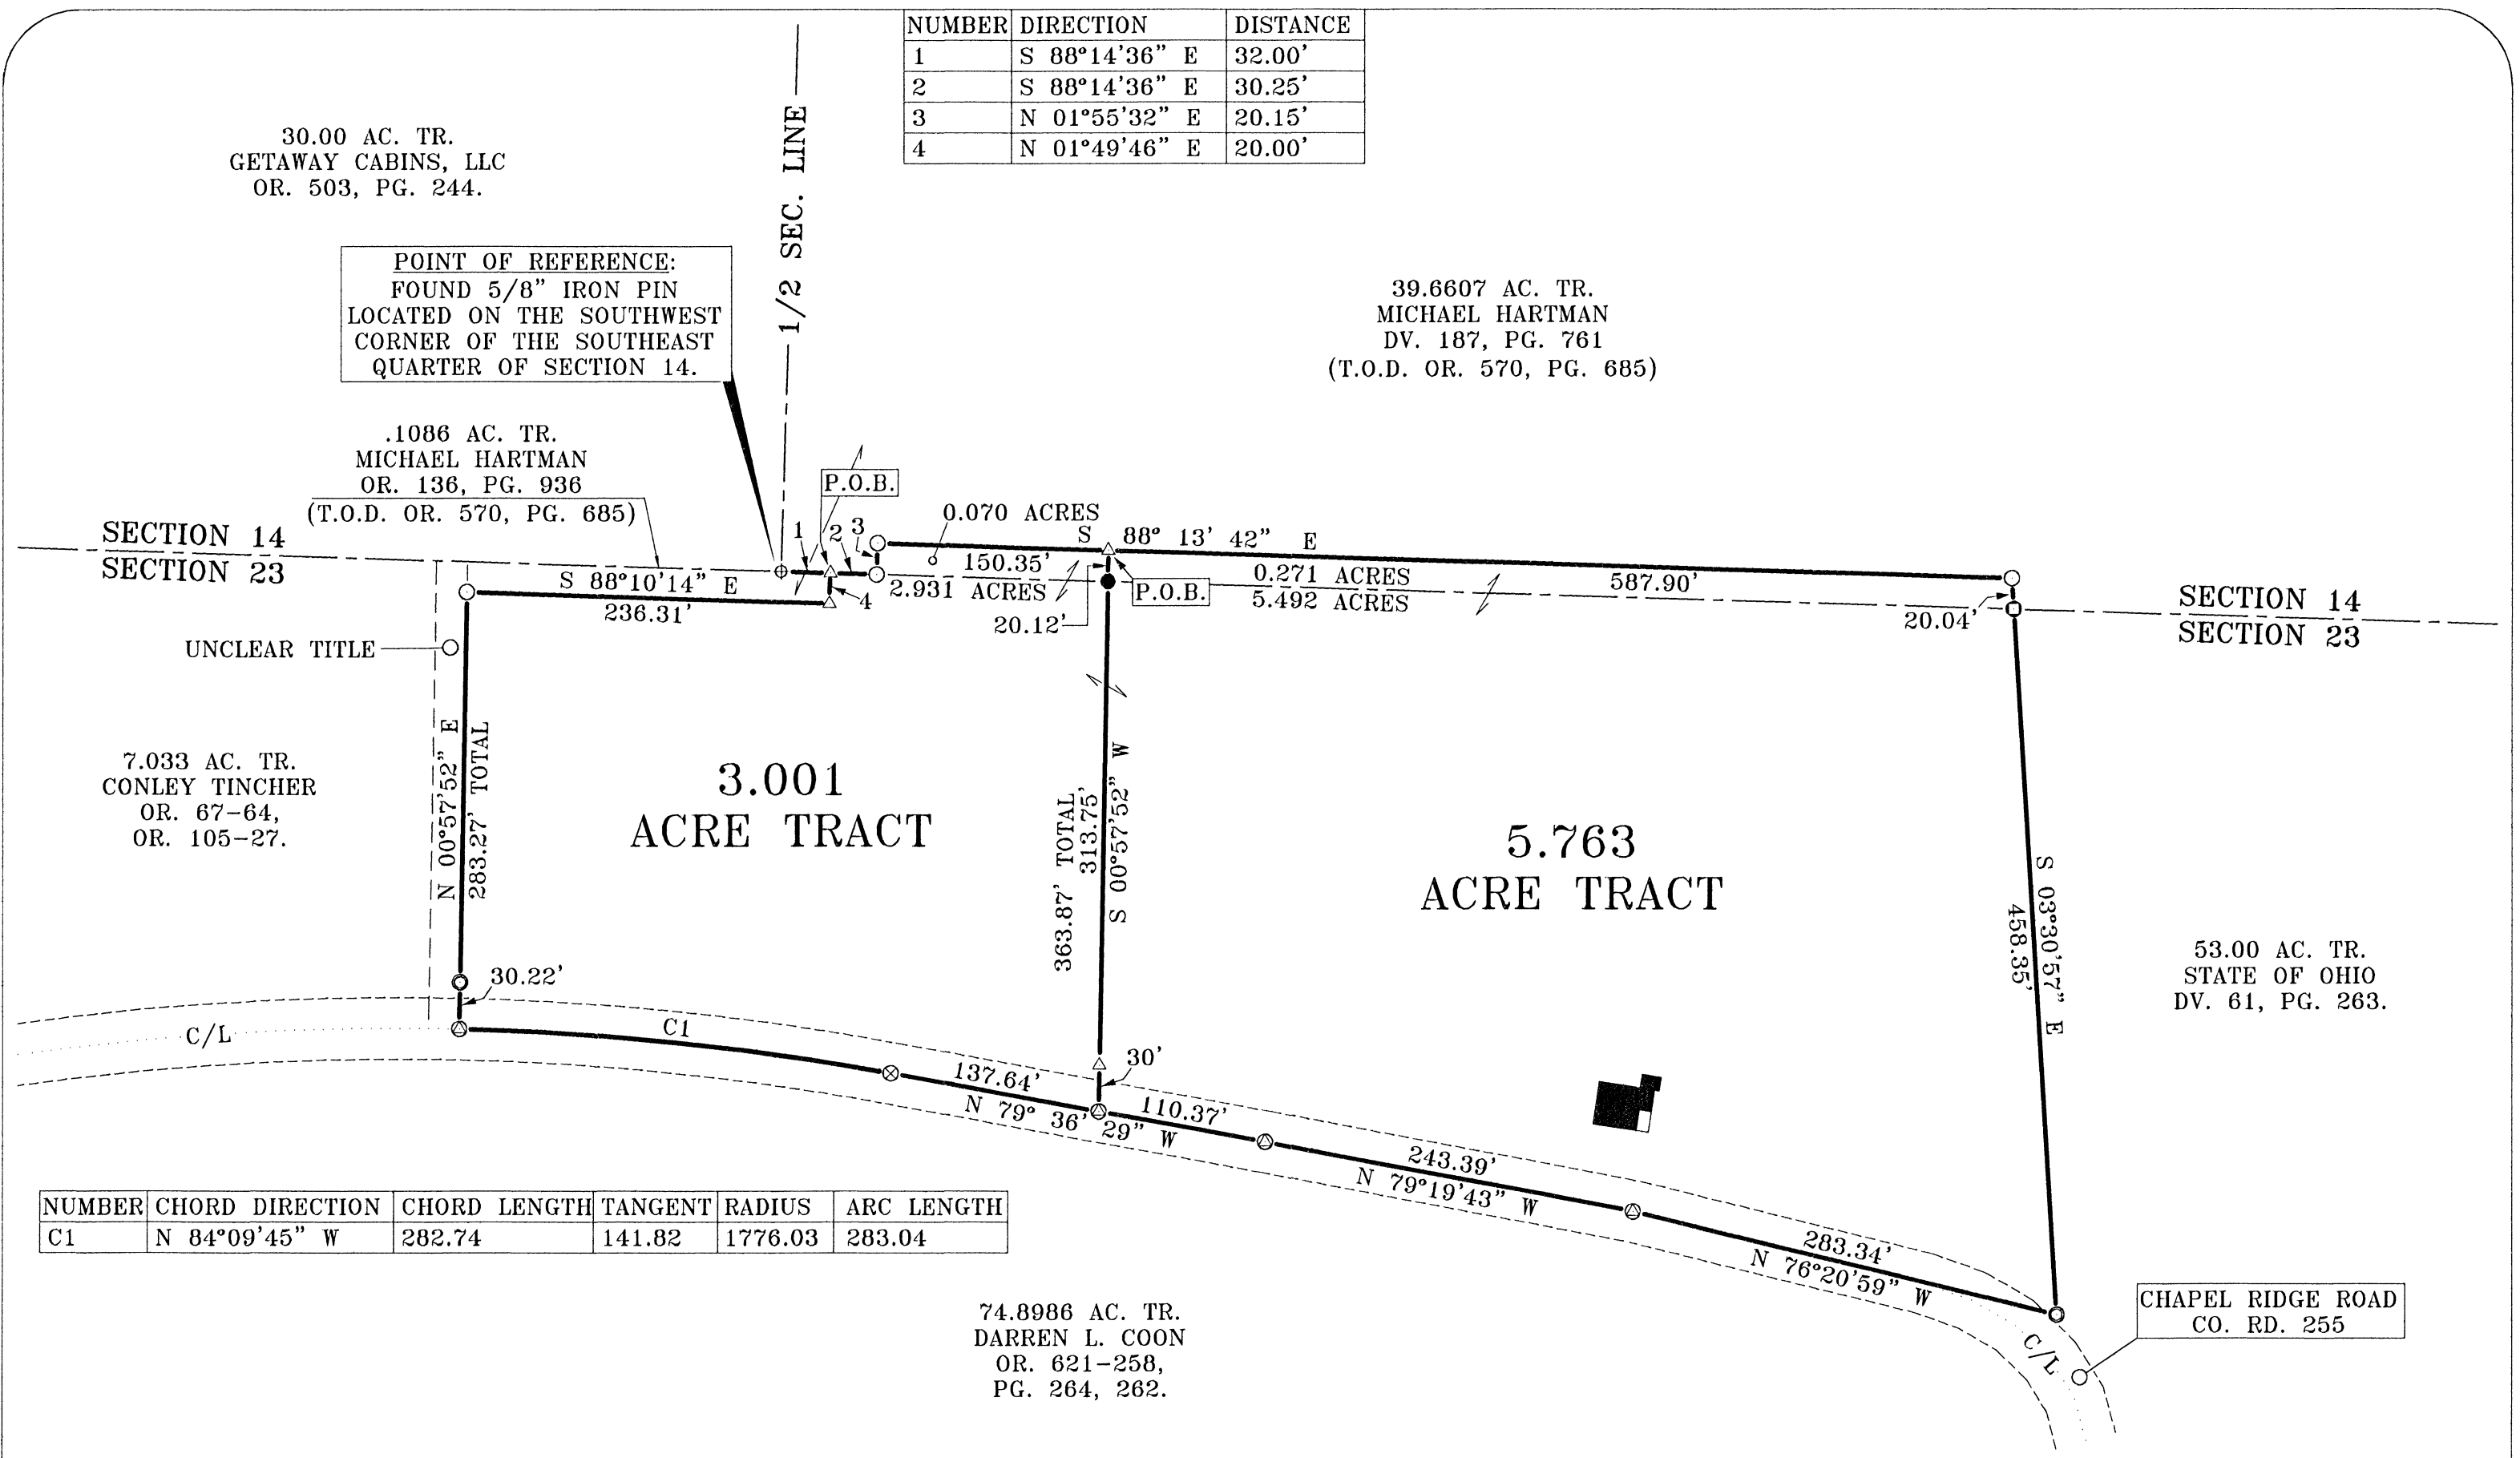 NUMBER DIRECTION DISTANCE
1 S 88°14'36" E 32.00'
2 S 88°14'36" E 30.25'
3 N 01°55'32" E 20.15'
4 N 01°49'46" E 20.00'
1/2 SEC. LINE
30.00 AC. TR.
GETAWAY CABINS, LLC
OR. 503, PG. 244.
POINT OF REFERENCE:
FOUND 5/8" IRON PIN
LOCATED ON THE SOUTHWEST
CORNER OF THE SOUTHEAST
QUARTER OF SECTION 14.
39.6607 AC. TR.
MICHAEL HARTMAN
DV. 187, PG. 761
(T.O.D. OR. 570, PG. 685)
.1086 AC. TR.
MICHAEL HARTMAN
OR. 136, PG. 936
(T.O.D. OR. 570, PG. 685)
P.O.B.
SECTION 14
SECTION 23
1
2
3
4
0.070 ACRES
S 88° 13' 42" E
150.35'
2.931 ACRES
P.O.B.
0.271 ACRES
5.492 ACRES
587.90'
20.12'
20.04'
SECTION 14
SECTION 23
S 88°10'14" E
236.31'
UNCLEAR TITLE
7.033 AC. TR.
CONLEY TINCHER
OR. 67-64,
OR. 105-27.
N 00°57'52" E
283.27' TOTAL
3.001
ACRE TRACT
363.87' TOTAL
313.75'
S 00°57'52" W
5.763
ACRE TRACT
S 03°30'57" E
458.35'
53.00 AC. TR.
STATE OF OHIO
DV. 61, PG. 263.
30.22'
C/L
C1
30'
137.64'
N 79° 36' 29" W
110.37'
243.39'
N 79°19'43" W
283.34'
N 76°20'59" W
NUMBER CHORD DIRECTION CHORD LENGTH TANGENT RADIUS ARC LENGTH
C1 N 84°09'45" W 282.74 141.82 1776.03 283.04
CHAPEL RIDGE ROAD
CO. RD. 255
C/L
74.8986 AC. TR.
DARREN L. COON
OR. 621-258,
PG. 264, 262.